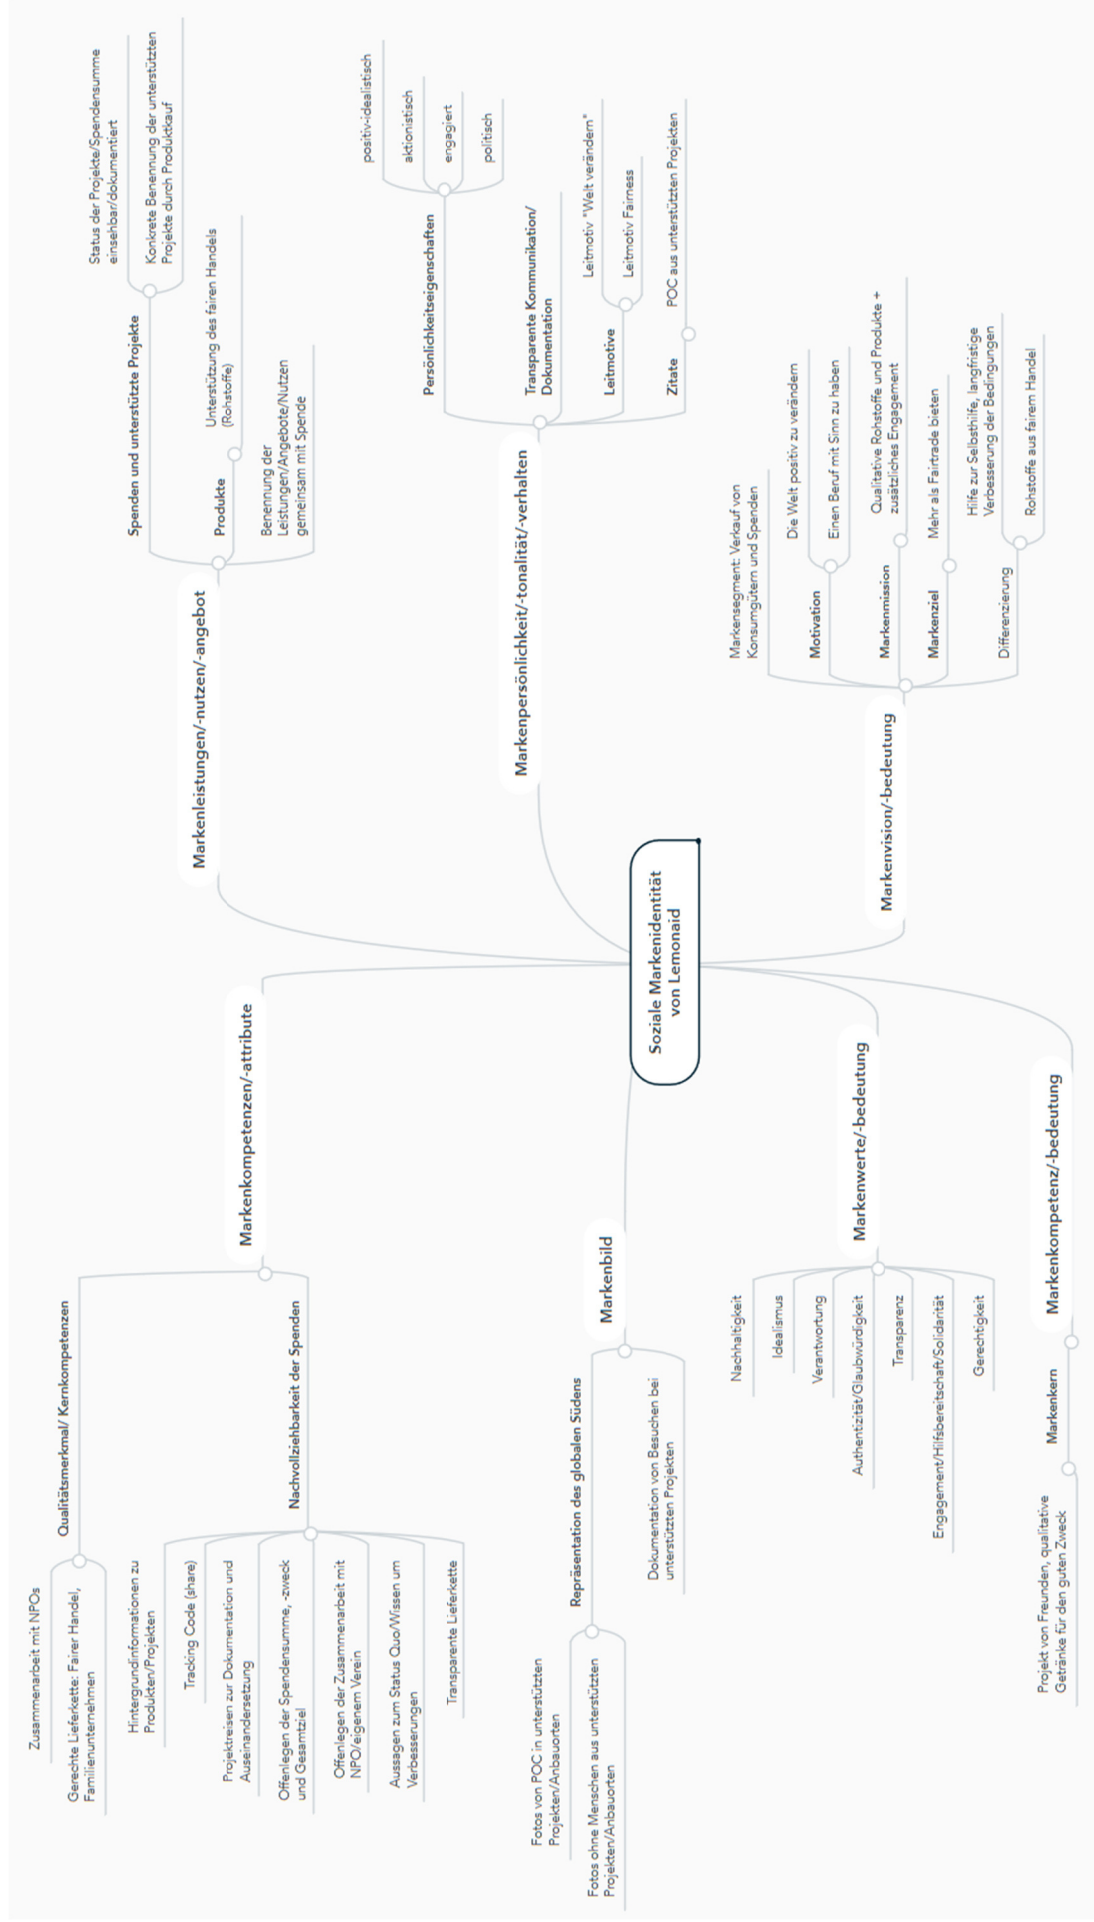 Zusammenarbeit mit NPOs
Gerechte Lieferkette: Fairer Handel,
Familienunternehmen
Qualitätsmerkmal/ Kernkompetenzen
Hintergrundinformationen zu
Produkten/Projekten
Tracking Code (share)
Projektreisen zur Dokumentation und
Auseinandersetzung
Offenlegen der Spendensumme, -zweck
und Gesamtziel
Offenlegen der Zusammenarbeit mit
NPO/eigenem Verein
Aussagen zum Status Quo/Wissen um
Verbesserungen
Transparente Lieferkette
Nachvollziehbarkeit der Spenden
Markenkompetenzen/-attribute
Fotos von POC in unterstützten
Projekten/Anbauorten
Fotos ohne Menschen aus unterstützten
Projekten/Anbauorten
Repräsentation des globalen Südens
Dokumentation von Besuchen bei
unterstützten Projekten
Markenbild
Nachhaltigkeit
Idealismus
Verantwortung
Authentizität/Glaubwürdigkeit
Transparenz
Engagement/Hilfsbereitschaft/Solidarität
Gerechtigkeit
Markenwerte/-bedeutung
Projekt von Freunden, qualitative
Getränke für den guten Zweck
Markenkern
Markenkompetenz/-bedeutung
Soziale Markenidentität
von Lemonaid
Markenleistungen/-nutzen/-angebot
Spenden und unterstützte Projekte
Status der Projekte/Spendensumme
einsehbar/dokumentiert
Konkrete Benennung der unterstützten
Projekte durch Produktkauf
Produkte
Unterstützung des fairen Handels
(Rohstoffe)
Benennung der
Leistungen/Angebote/Nutzen
gemeinsam mit Spende
Markenpersönlichkeit/-tonalität/-verhalten
Persönlichkeitseigenschaften
positiv-idealistisch
aktionistisch
engagiert
politisch
Transparente Kommunikation/
Dokumentation
Leitmotive
Leitmotiv "Welt verändern"
Leitmotiv Fairness
Zitate
POC aus unterstützten Projekten
Markenvision/-bedeutung
Markensegment: Verkauf von
Konsumgütern und Spenden
Motivation
Die Welt positiv zu verändern
Einen Beruf mit Sinn zu haben
Markenmission
Qualitative Rohstoffe und Produkte +
zusätzliches Engagement
Markenziel
Mehr als Fairtrade bieten
Differenzierung
Hilfe zur Selbsthilfe, langfristige
Verbesserung der Bedingungen
Rohstoffe aus fairem Handel